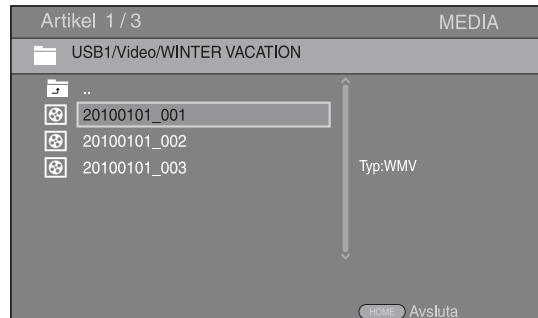 Artikel 1/3 MEDIA
USB1/Video/WINTER VACATION
..
20100101_001
20100101_002
20100101_003
Typ:WMV
HOME Avsluta